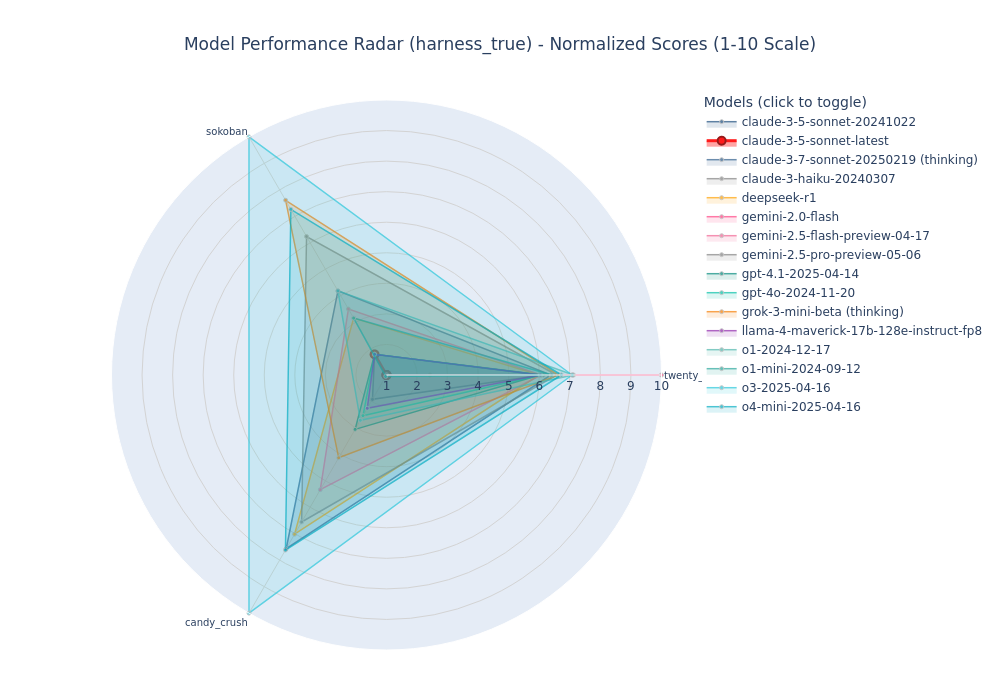 Model Performance Radar (harness_true) - Normalized Scores (1-10 Scale)
Models (click to toggle)
claude-3-5-sonnet-20241022
claude-3-5-sonnet-latest
claude-3-7-sonnet-20250219 (thinking)
claude-3-haiku-20240307
deepseek-r1
gemini-2.0-flash
gemini-2.5-flash-preview-04-17
gemini-2.5-pro-preview-05-06
gpt-4.1-2025-04-14
gpt-4o-2024-11-20
grok-3-mini-beta (thinking)
llama-4-maverick-17b-128e-instruct-fp8
o1-2024-12-17
o1-mini-2024-09-12
o3-2025-04-16
o4-mini-2025-04-16
sokoban
twenty_
1 2 3 4 5 6 7 8 9 10
candy_crush